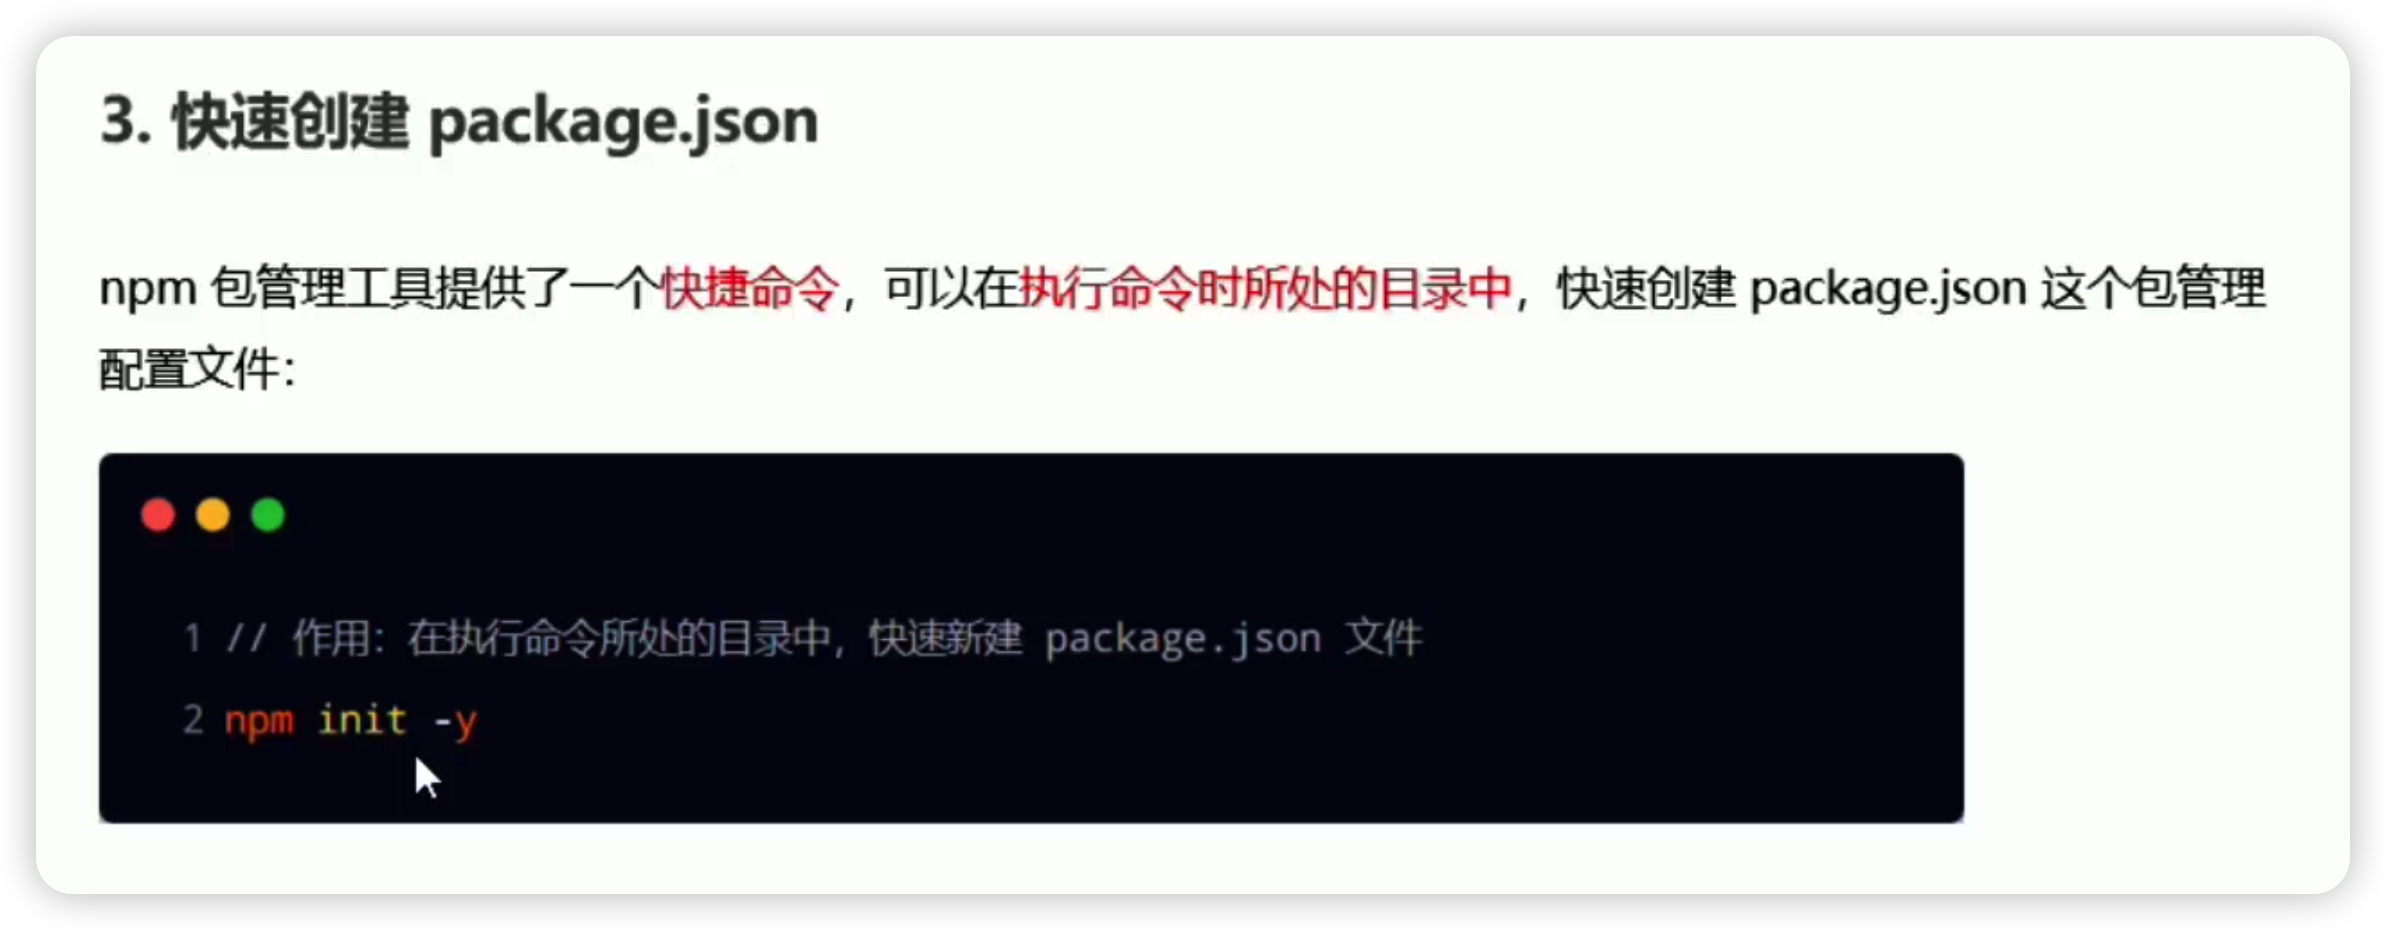 3. 快速创建 package.json
npm 包管理工具提供了一个快捷命令，可以在执行命令时所处的目录中，快速创建 package.json 这个包管理
配置文件：
1 // 作用：在执行命令所处的目录中，快速新建 package.json 文件
2 npm init -y